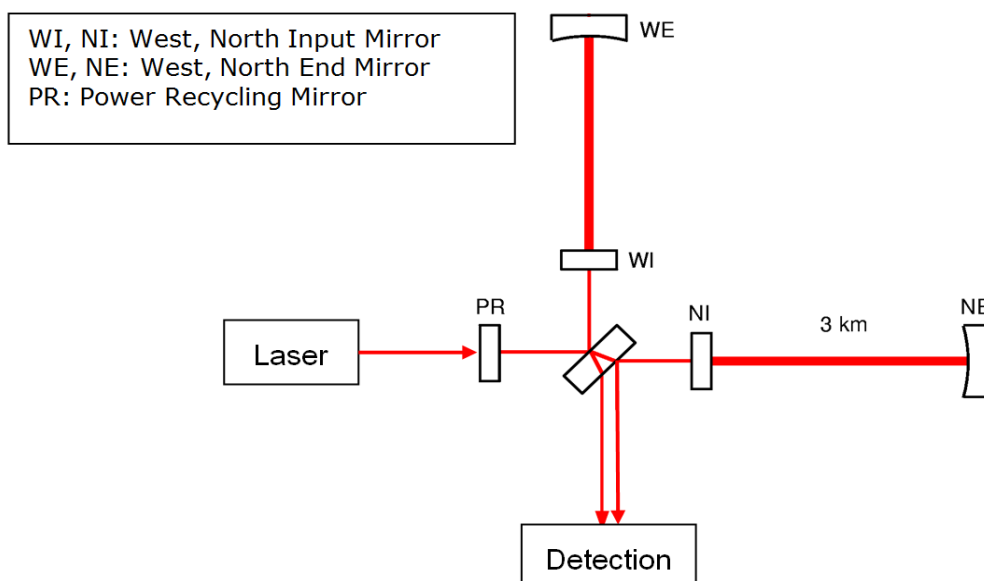 WI, NI: West, North Input Mirror
WE, NE: West, North End Mirror
PR: Power Recycling Mirror
WE
WI
PR
NI
3 km
NE
Laser
Detection